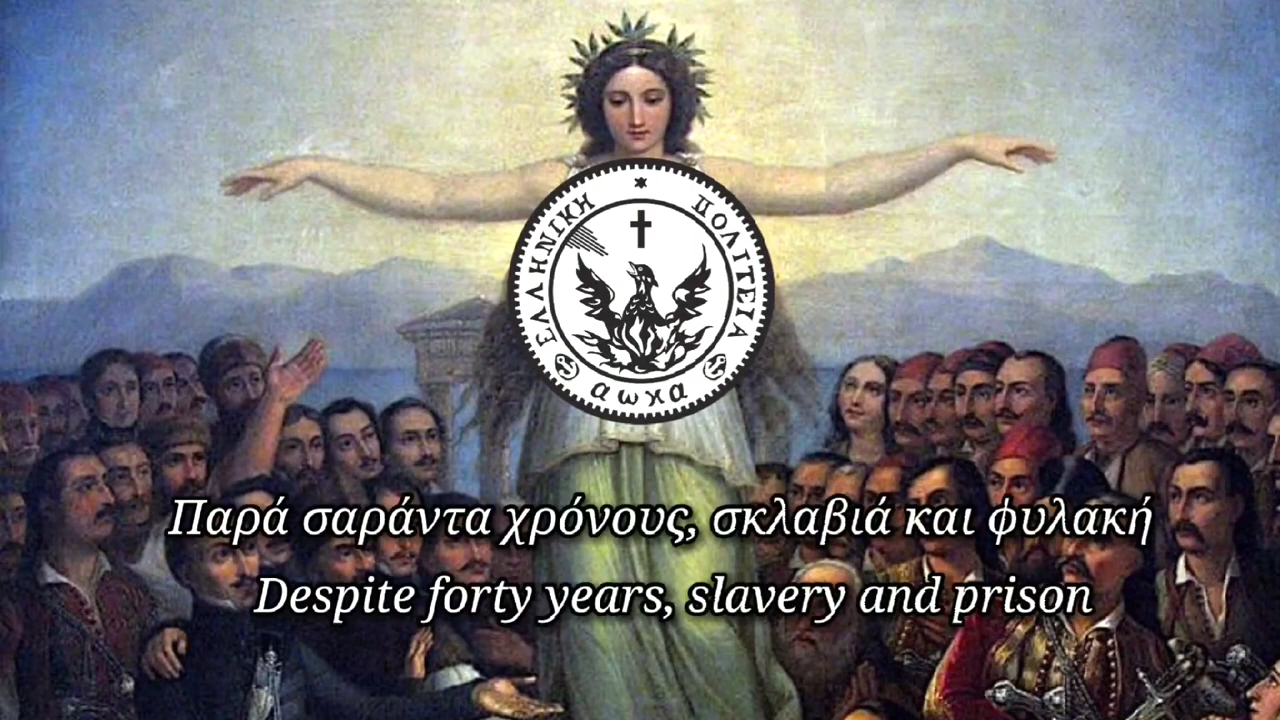 ΕΛΛΗΝΙΚΗ ΠΟΛΙΤΕΙΑ
αωκα
Παρά σαράντα χρόνους, σκλαβιά και φυλακή
Despite forty years, slavery and prison